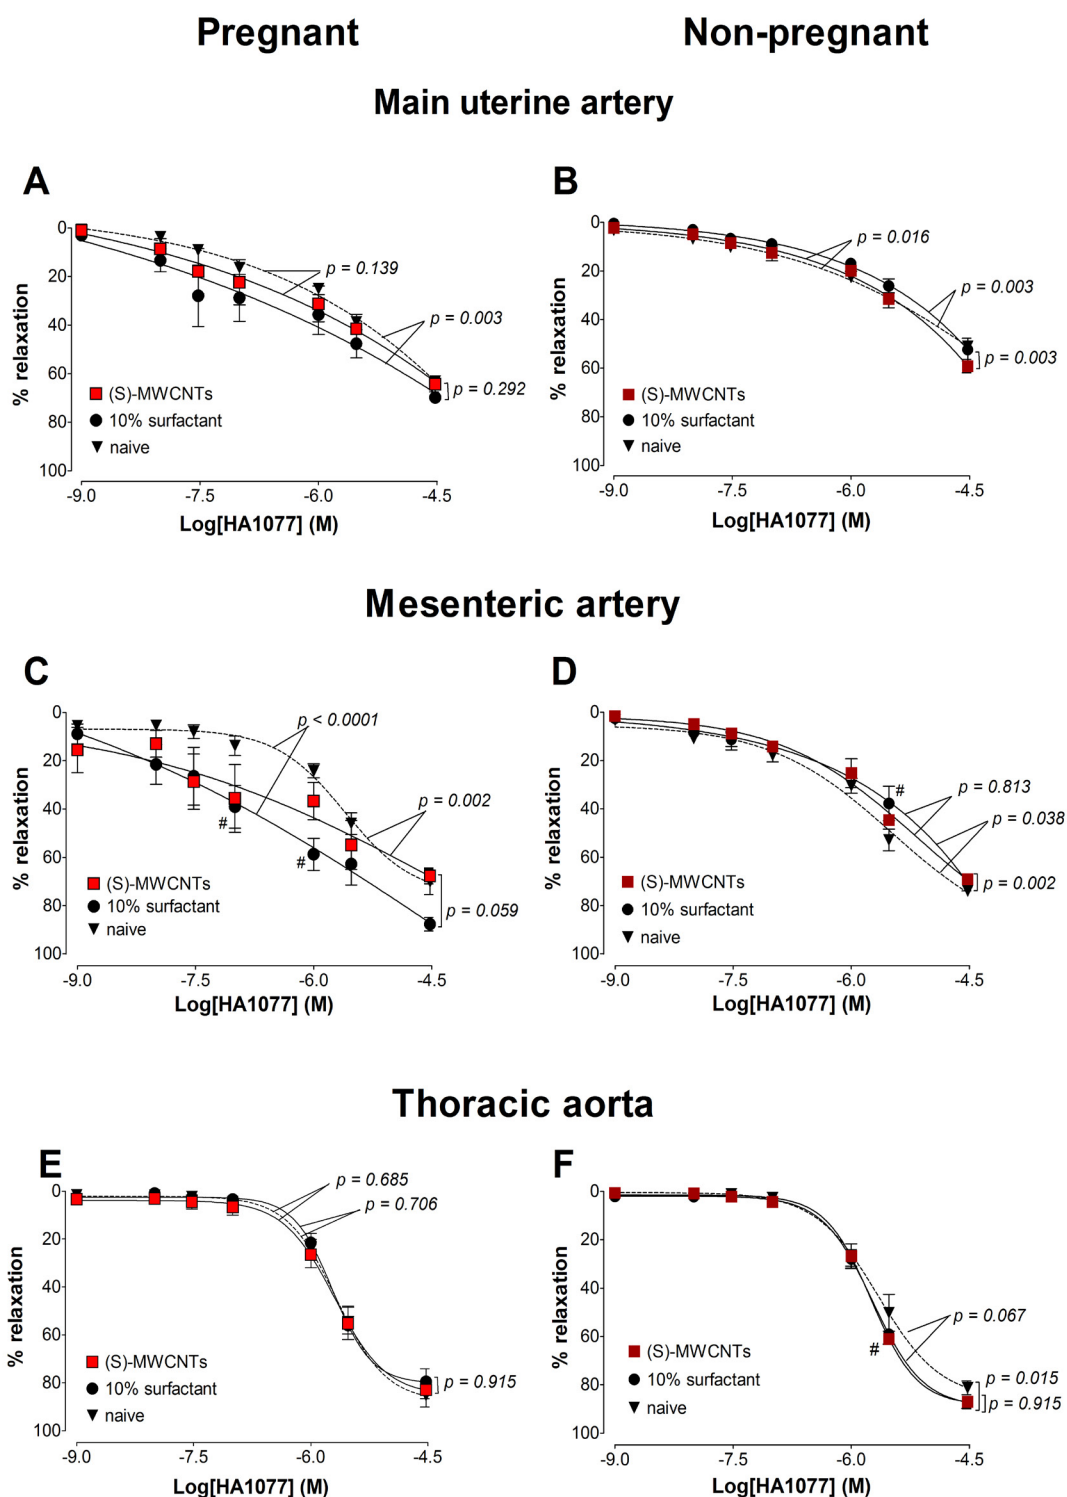 Pregnant Non-pregnant
Main uterine artery
A
% relaxation
0
20
40
60
80
100
p = 0.139
p = 0.003
p = 0.292
(S)-MWCNTs
10% surfactant
naive
-9.0 -7.5 -6.0 -4.5
Log[HA1077] (M)
B
% relaxation
0
20
40
60
80
100
p = 0.016
p = 0.003
p = 0.003
(S)-MWCNTs
10% surfactant
naive
-9.0 -7.5 -6.0 -4.5
Log[HA1077] (M)
Mesenteric artery
C
% relaxation
0
20
40
60
80
100
p < 0.0001
p = 0.002
#
#
p = 0.059
(S)-MWCNTs
10% surfactant
naive
-9.0 -7.5 -6.0 -4.5
Log[HA1077] (M)
D
% relaxation
0
20
40
60
80
100
#
p = 0.813
p = 0.038
p = 0.002
(S)-MWCNTs
10% surfactant
naive
-9.0 -7.5 -6.0 -4.5
Log[HA1077] (M)
Thoracic aorta
E
% relaxation
0
20
40
60
80
100
p = 0.685
p = 0.706
p = 0.915
(S)-MWCNTs
10% surfactant
naive
-9.0 -7.5 -6.0 -4.5
Log[HA1077] (M)
F
% relaxation
0
20
40
60
80
100
p = 0.067
#
p = 0.015
p = 0.915
(S)-MWCNTs
10% surfactant
naive
-9.0 -7.5 -6.0 -4.5
Log[HA1077] (M)